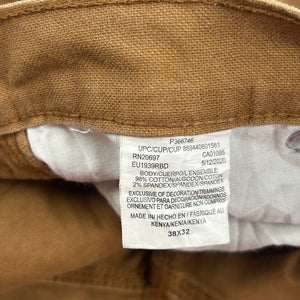 P386746
UPC/CUP/CUP 889440601561
RN20697 CA01095
EU1939RBD 5/12/2020
BODY/CUERPO/L'ENSEMBLE:
98% COTTON/ALGODON/COTON
2% SPANDEX/SPANDEX/SPANDEX
EXCLUSIVE OF DECORATION/TRIMMINGS
EXCLUSIVO PARA DECORACION/ADORNOS
ORNEMENT ET GARNITURE NON COMPRIS
MADE IN/ HECHO EN / FABRIQUÉ AU
KENYA/KENIA/KENYA
38X32